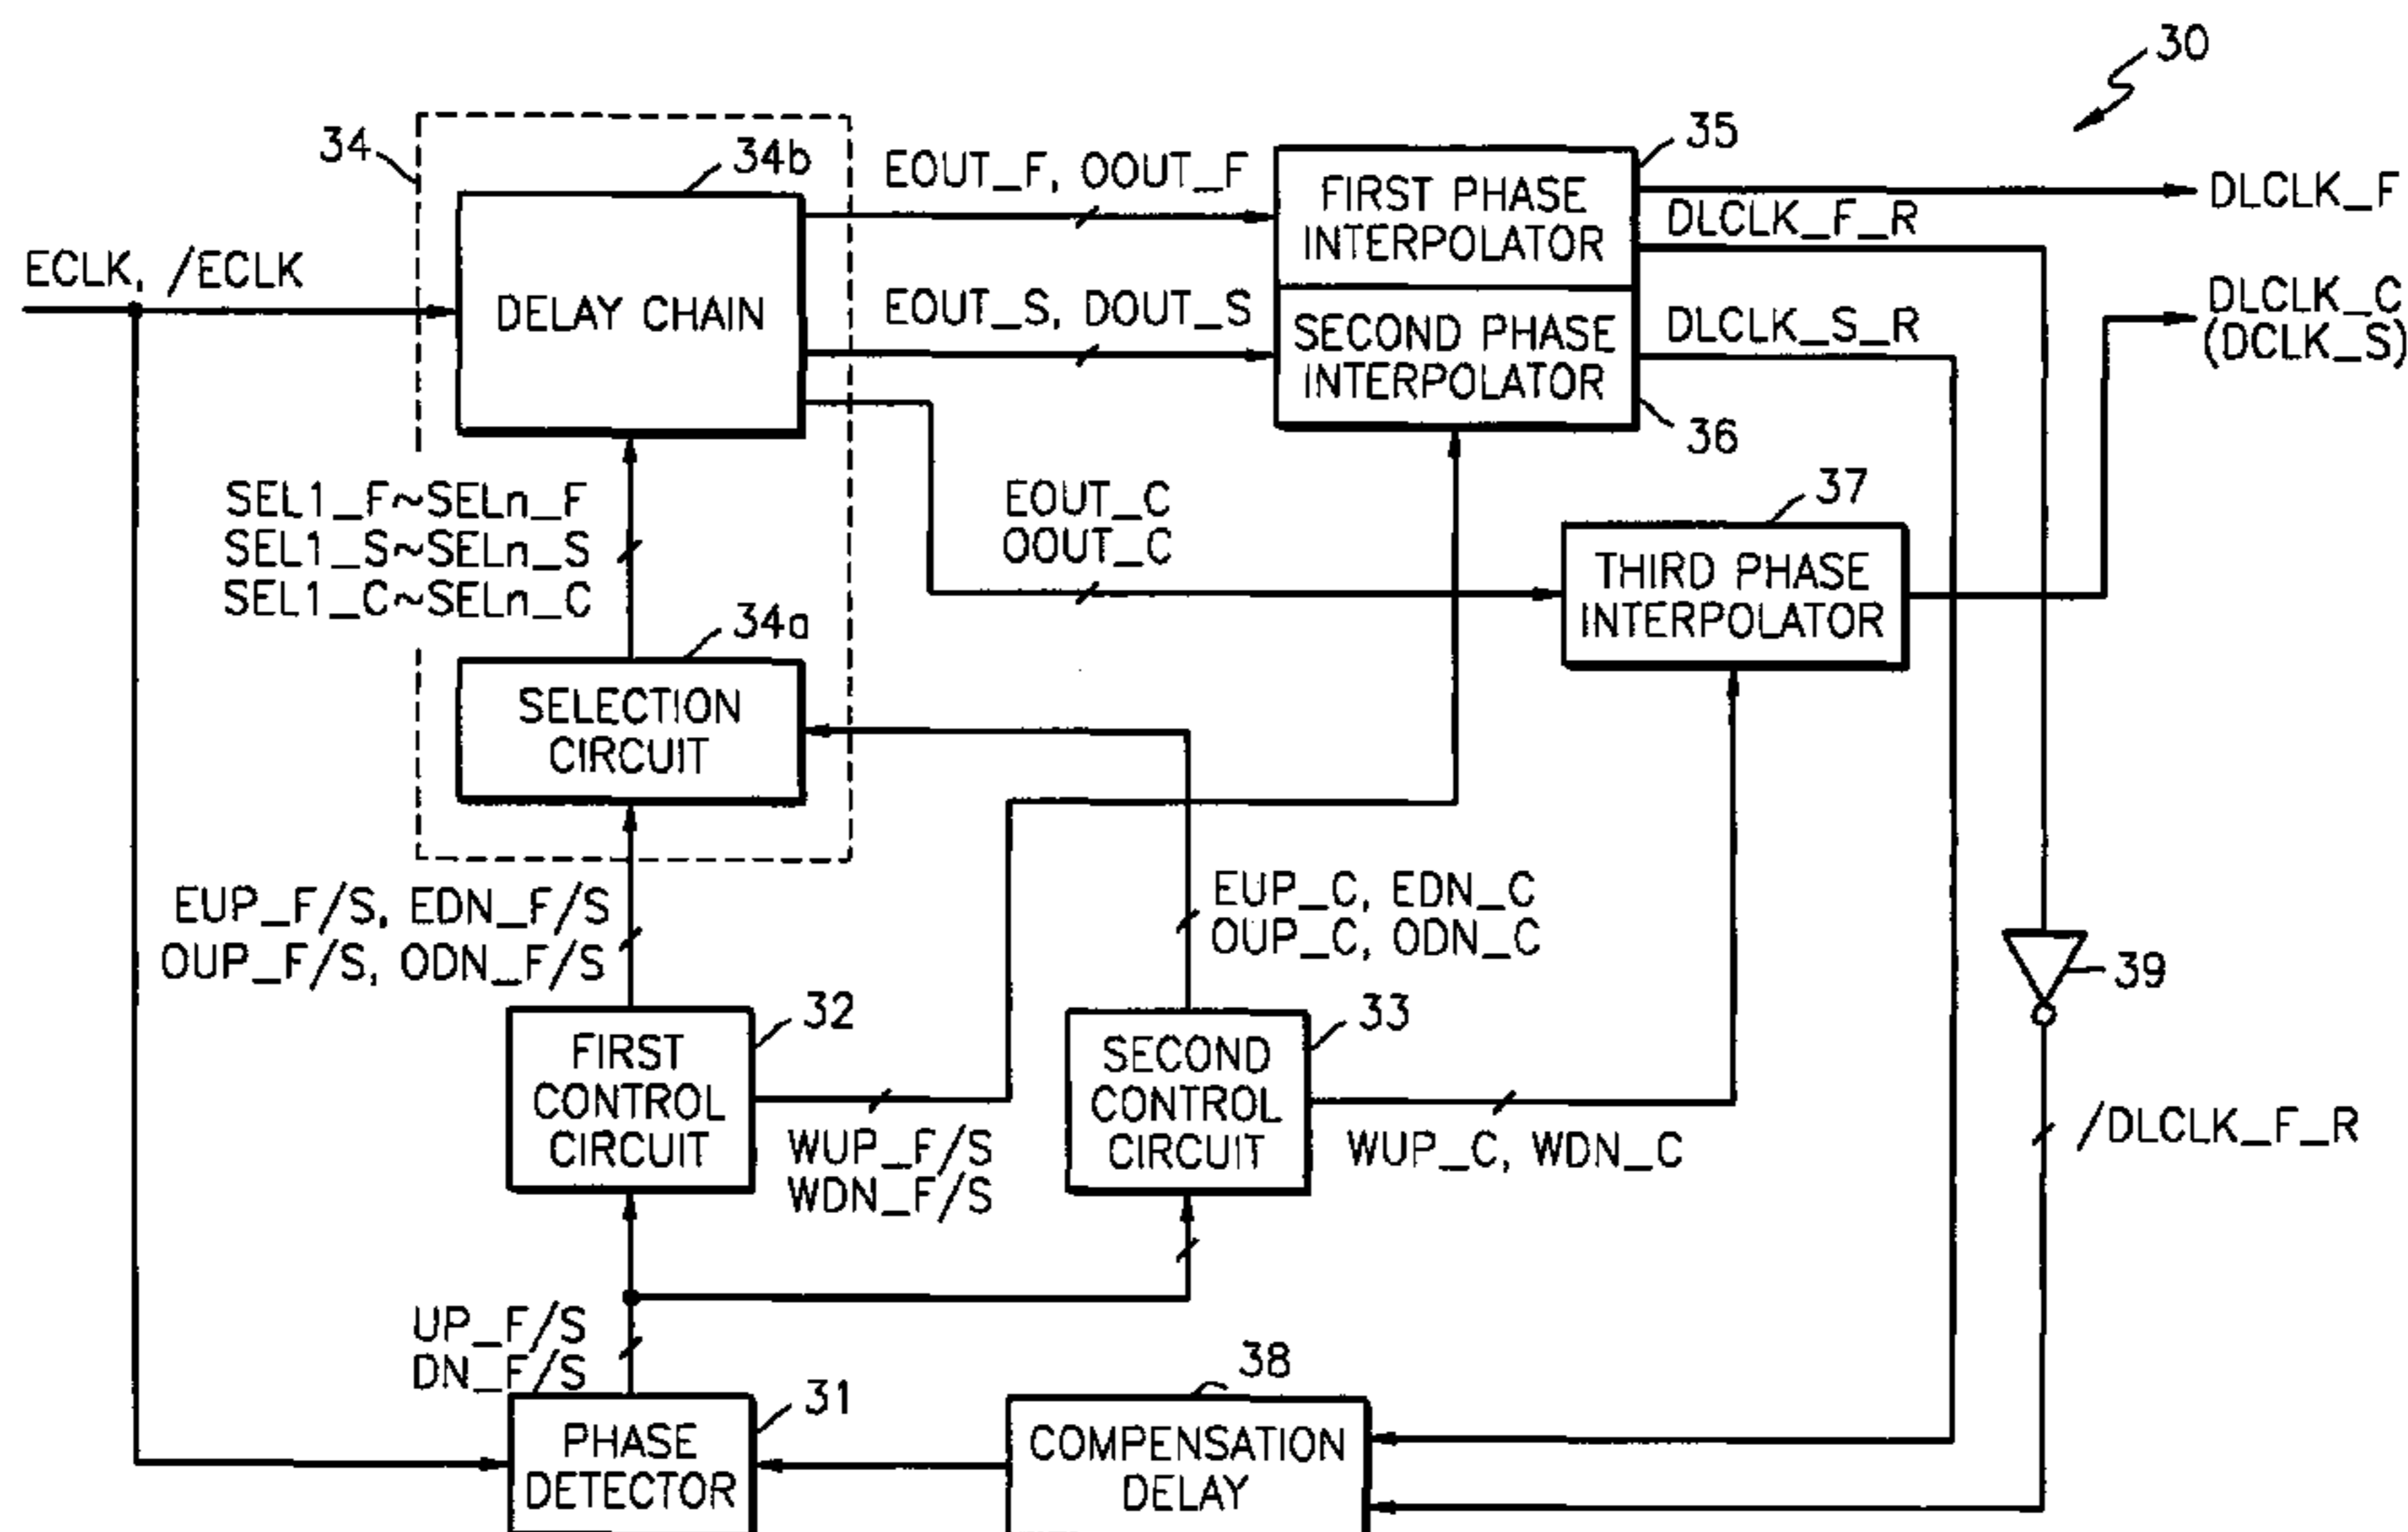 30
34
34b
EOUT_F, OOUT_F
35
FIRST PHASE
INTERPOLATOR
DLCLK_F
DLCLK_F_R
ECLK, /ECLK
DELAY CHAIN
EOUT_S, DOUT_S
SECOND PHASE
INTERPOLATOR
DLCLK_S_R
DLCLK_C
(DCLK_S)
36
SEL1_F~SELn_F
SEL1_S~SELn_S
SEL1_C~SELn_C
EOUT_C
OOUT_C
37
THIRD PHASE
INTERPOLATOR
34a
SELECTION
CIRCUIT
EUP_F/S, EDN_F/S
OUP_F/S, ODN_F/S
EUP_C, EDN_C
OUP_C, ODN_C
39
32
FIRST
CONTROL
CIRCUIT
WUP_F/S
WDN_F/S
33
SECOND
CONTROL
CIRCUIT
WUP_C, WDN_C
/DLCLK_F_R
UP_F/S
DN_F/S
31
PHASE
DETECTOR
38
COMPENSATION
DELAY